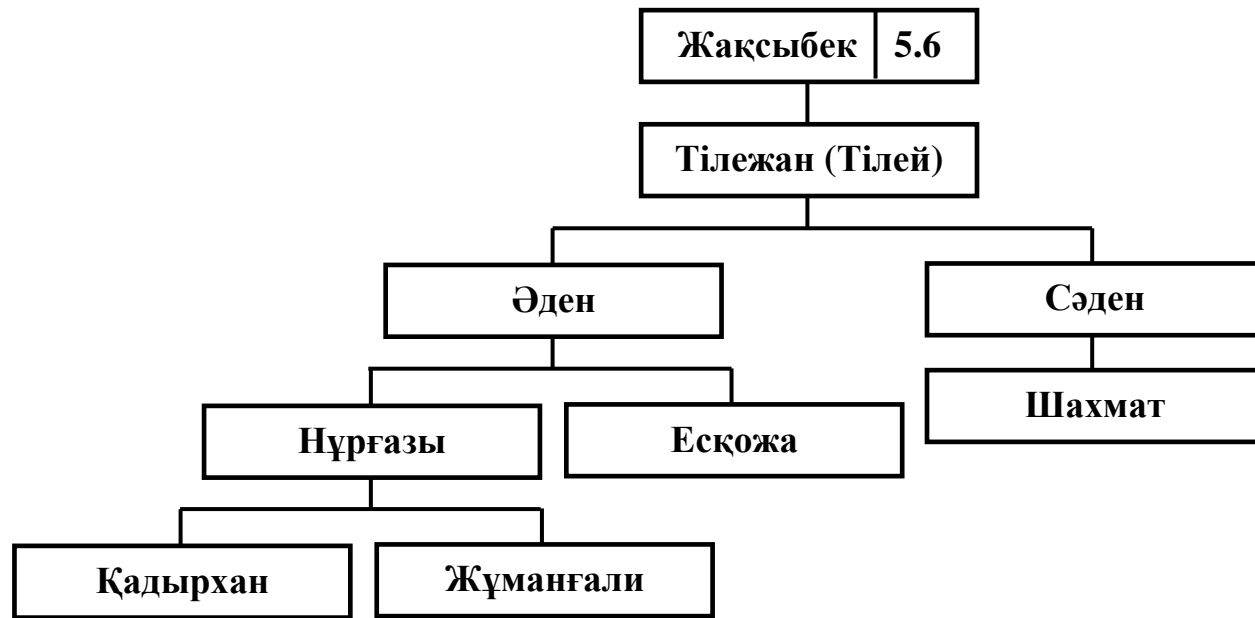 Жақсыбек 5.6
Тілежан (Тілей)
Әден Сәден
Нұрғазы Есқожа Шахмат
Қадырхан Жұманғали